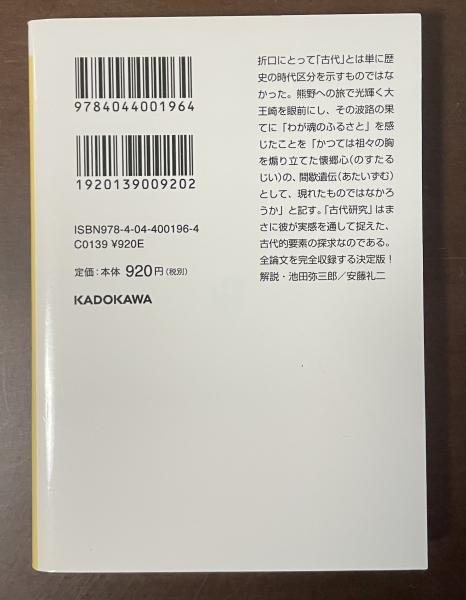 9784044001964
1920139009202
ISBN978-4-04-400196-4
C0139 ¥920E
定価:本体 920円(税別)
KADOKAWA
折口にとって「古代」とは単に歴
史の時代区分を示すものではな
かった。熊野への旅で光輝く大
王崎を眼前にし、その波路の果
てに「わが魂のふるさと」を感
じたことを「かつては祖々の胸
を煽り立てた懐郷心(のすたる
じい)の、間歇遺伝(あたいずむ)
として、現れたものではなかろ
うか」と記す。「古代研究」はま
さに彼が実感を通して捉えた、
古代的要素の探求なのである。
全論文を完全収録する決定版!
解説・池田弥三郎/安藤礼二